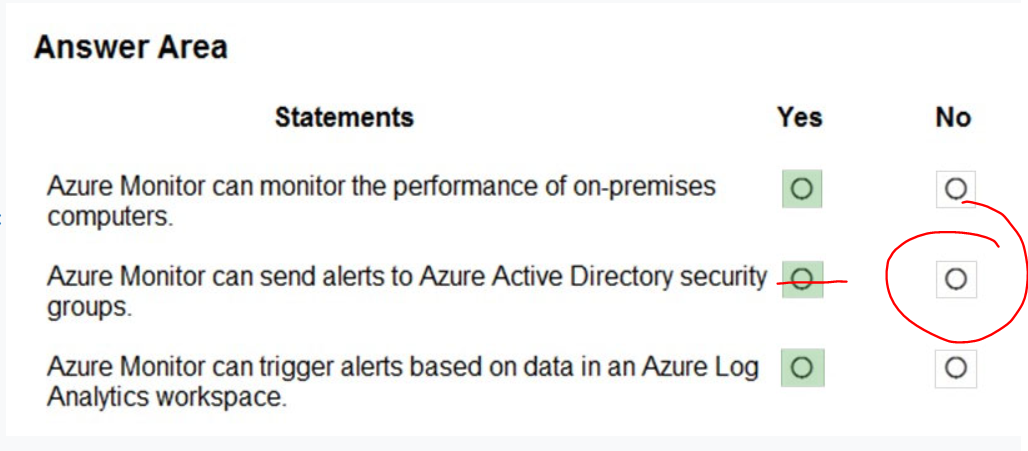 Answer Area
Statements Yes No
Azure Monitor can monitor the performance of on-premises
computers.
Azure Monitor can send alerts to Azure Active Directory security
groups.
Azure Monitor can trigger alerts based on data in an Azure Log
Analytics workspace.